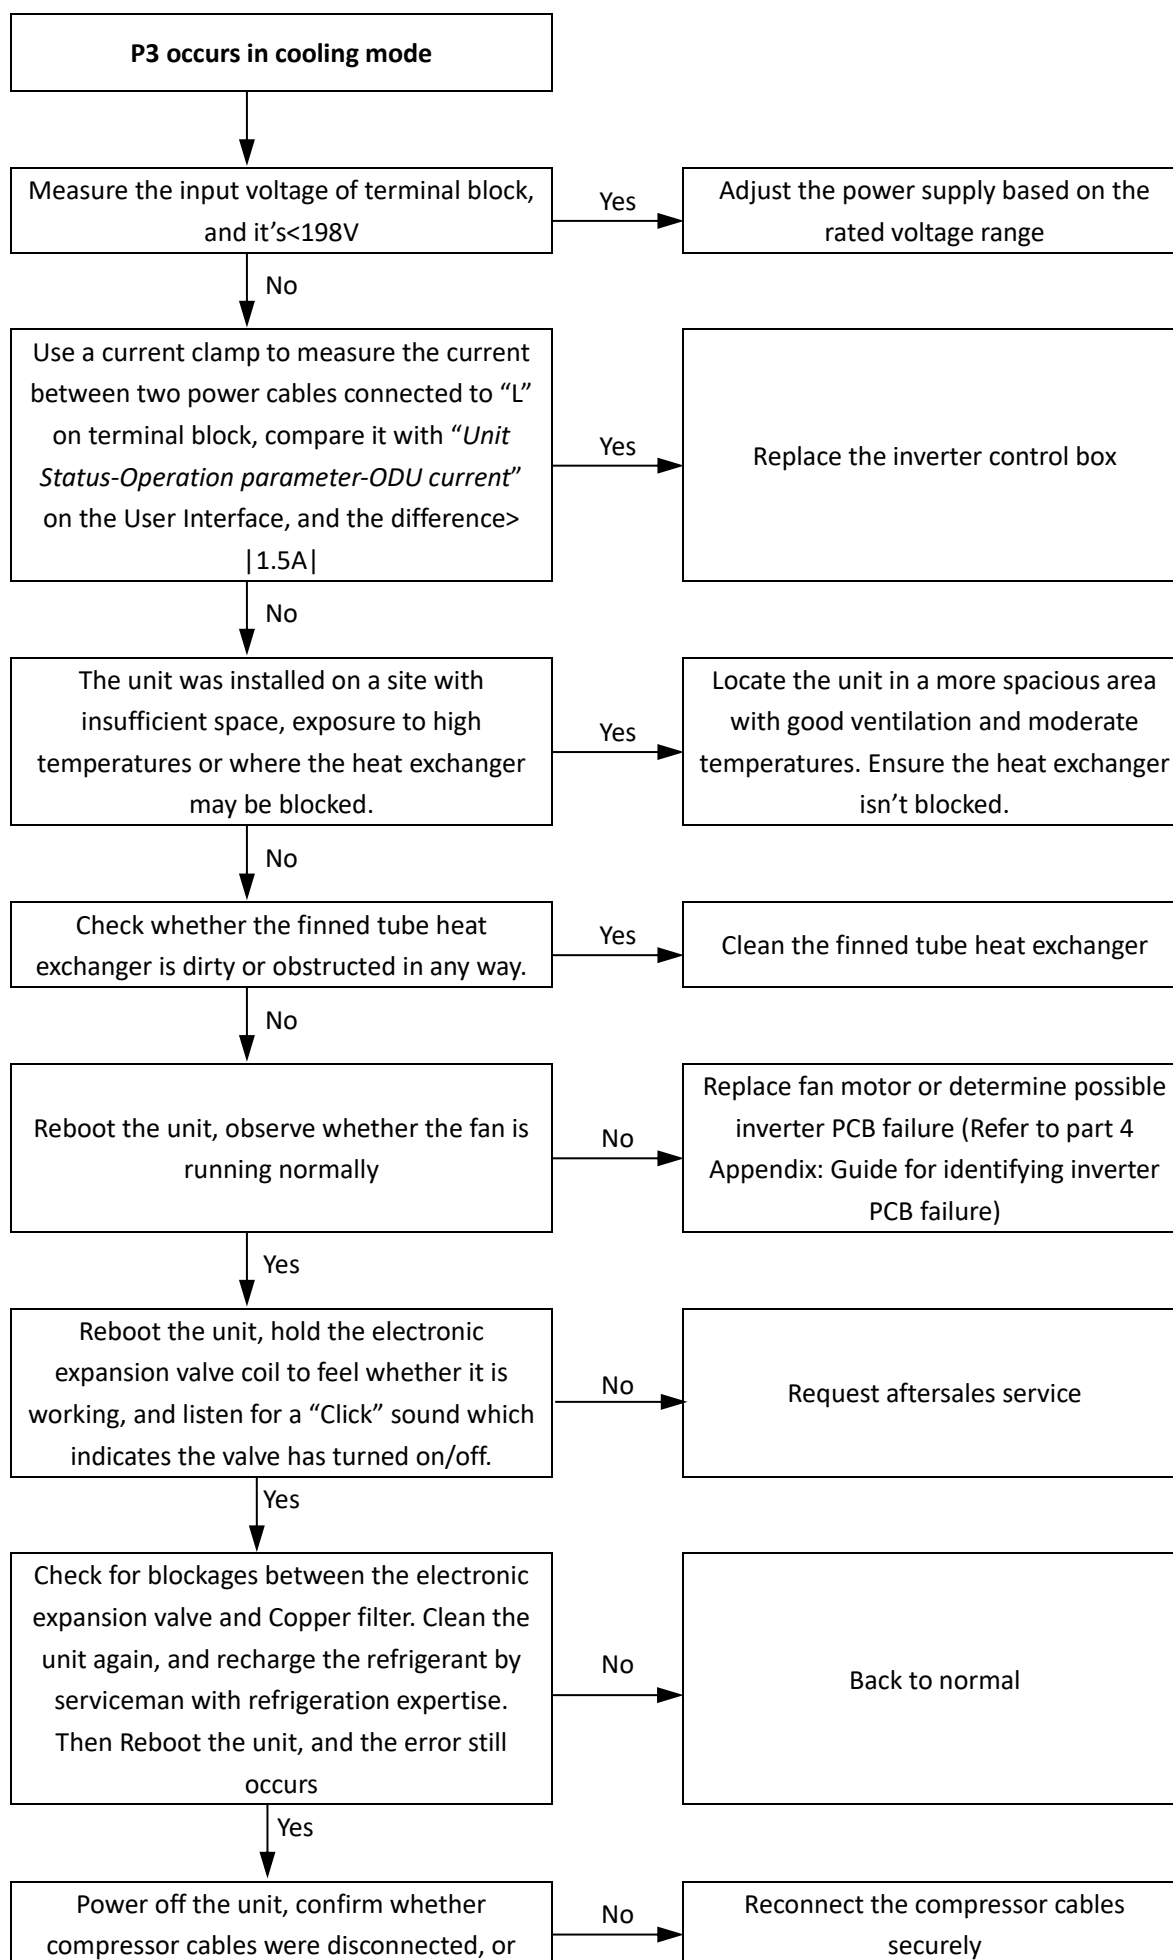 P3 occurs in cooling mode
Measure the input voltage of terminal block,
and it’s<198V
Yes
Adjust the power supply based on the
rated voltage range
No
Use a current clamp to measure the current
between two power cables connected to “L”
on terminal block, compare it with “Unit
Status-Operation parameter-ODU current”
on the User Interface, and the difference>
|1.5A|
Yes
Replace the inverter control box
No
The unit was installed on a site with
insufficient space, exposure to high
temperatures or where the heat exchanger
may be blocked.
Yes
Locate the unit in a more spacious area
with good ventilation and moderate
temperatures. Ensure the heat exchanger
isn’t blocked.
No
Check whether the finned tube heat
exchanger is dirty or obstructed in any way.
Yes
Clean the finned tube heat exchanger
No
Reboot the unit, observe whether the fan is
running normally
No
Replace fan motor or determine possible
inverter PCB failure (Refer to part 4
Appendix: Guide for identifying inverter
PCB failure)
Yes
Reboot the unit, hold the electronic
expansion valve coil to feel whether it is
working, and listen for a “Click” sound which
indicates the valve has turned on/off.
No
Request aftersales service
Yes
Check for blockages between the electronic
expansion valve and Copper filter. Clean the
unit again, and recharge the refrigerant by
serviceman with refrigeration expertise.
Then Reboot the unit, and the error still
occurs
No
Back to normal
Yes
Power off the unit, confirm whether
compressor cables were disconnected, or
No
Reconnect the compressor cables
securely